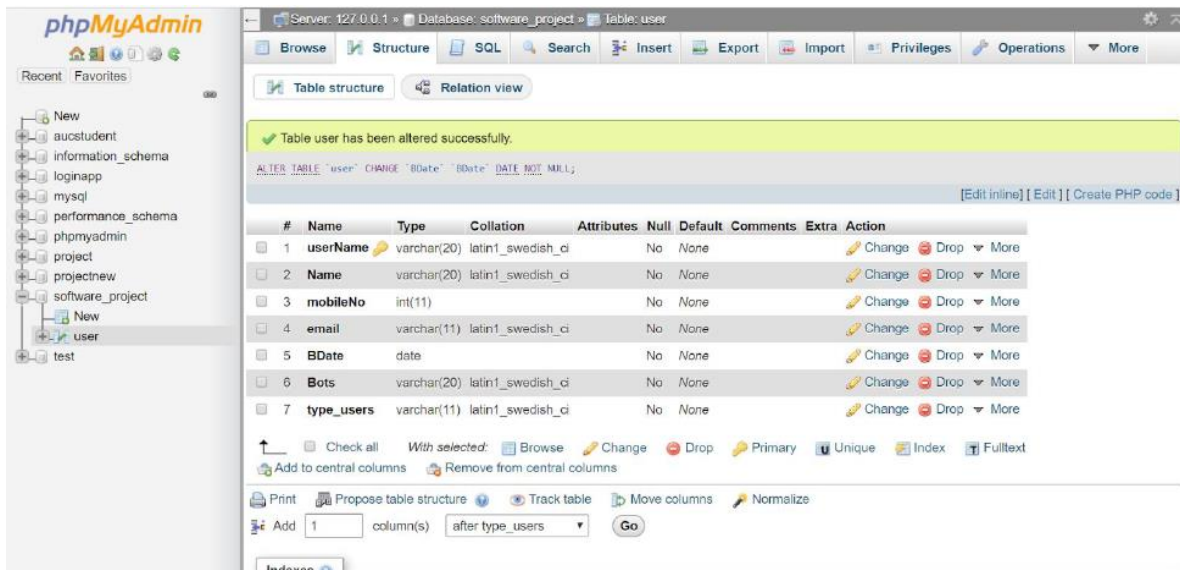 phpMyAdmin
Recent Favorites
New
aucstudent
information_schema
loginapp
mysql
performance_schema
phpmyadmin
project
projectnew
software_project
New
user
test
Server: 127.0.0.1 » Database: software_project » Table: user
Browse Structure SQL Search Insert Export Import Privileges Operations More
Table structure Relation view
Table user has been altered successfully.
ALTER TABLE `user` CHANGE `BDate` `BDate` DATE NOT NULL;
[Edit inline] [ Edit ] [ Create PHP code ]
# Name Type Collation Attributes Null Default Comments Extra Action
1 userName varchar(20) latin1_swedish_ci No None Change Drop More
2 Name varchar(20) latin1_swedish_ci No None Change Drop More
3 mobileNo int(11) No None Change Drop More
4 email varchar(11) latin1_swedish_ci No None Change Drop More
5 BDate date No None Change Drop More
6 Bots varchar(20) latin1_swedish_ci No None Change Drop More
7 type_users varchar(11) latin1_swedish_ci No None Change Drop More
Check all With selected: Browse Change Drop Primary Unique Index Fulltext
Add to central columns Remove from central columns
Print Propose table structure Track table Move columns Normalize
Add 1 column(s) after type_users Go
Indexes